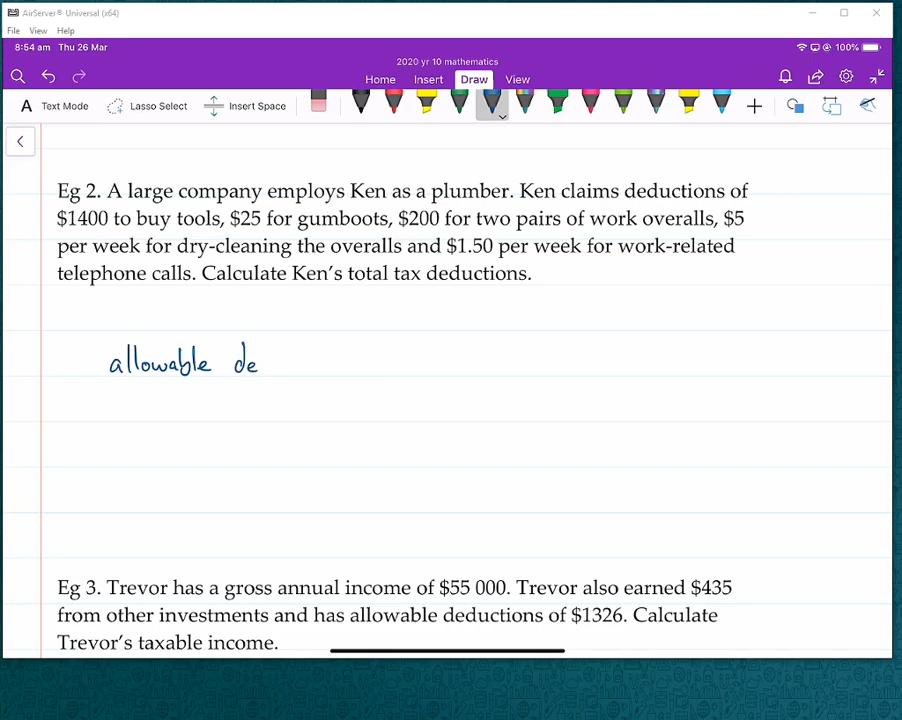 AirServer® Universal (x64)
File View Help
8:54 am Thu 26 Mar
100%
2020 yr 10 mathematics
Home Insert Draw View
A Text Mode Lasso Select Insert Space
Eg 2. A large company employs Ken as a plumber. Ken claims deductions of
$1400 to buy tools, $25 for gumboots, $200 for two pairs of work overalls, $5
per week for dry-cleaning the overalls and $1.50 per week for work-related
telephone calls. Calculate Ken's total tax deductions.
allowable de
Eg 3. Trevor has a gross annual income of $55 000. Trevor also earned $435
from other investments and has allowable deductions of $1326. Calculate
Trevor's taxable income.